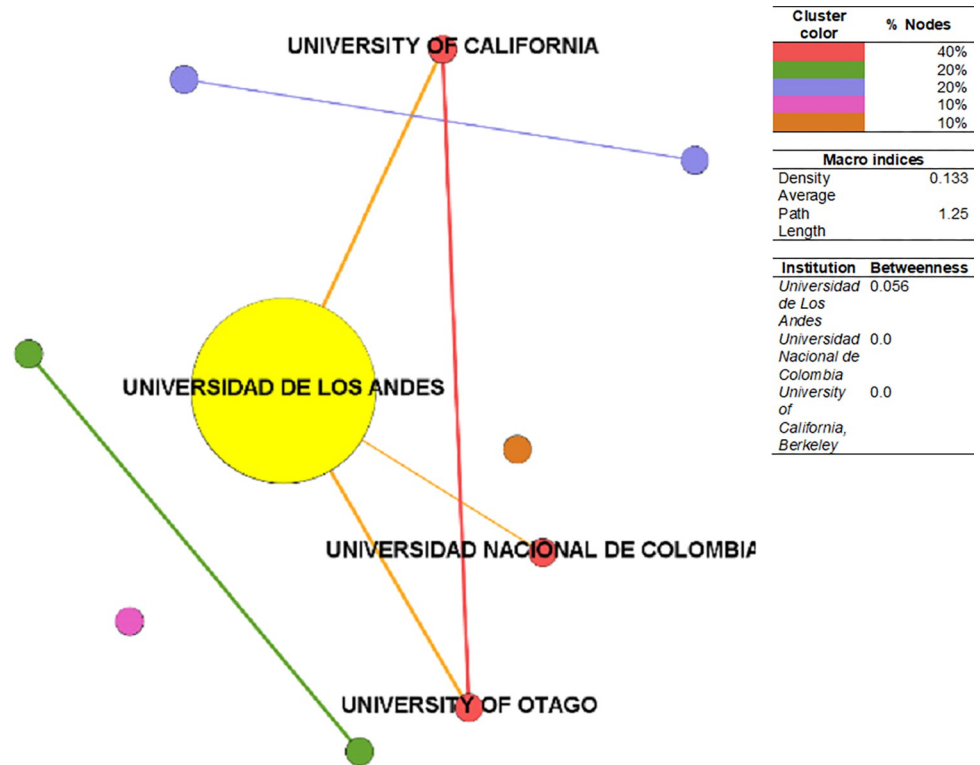 UNIVERSITY OF CALIFORNIA
UNIVERSIDAD DE LOS ANDES
UNIVERSIDAD NACIONAL DE COLOMBIA
UNIVERSITY OF OTAGO
Cluster
color
% Nodes
40%
20%
20%
10%
10%
Macro indices
Density 0.133
Average
Path 1.25
Length
Institution Betweenness
Universidad 0.056
de Los
Andes
Universidad 0.0
Nacional de
Colombia
University 0.0
of
California,
Berkeley